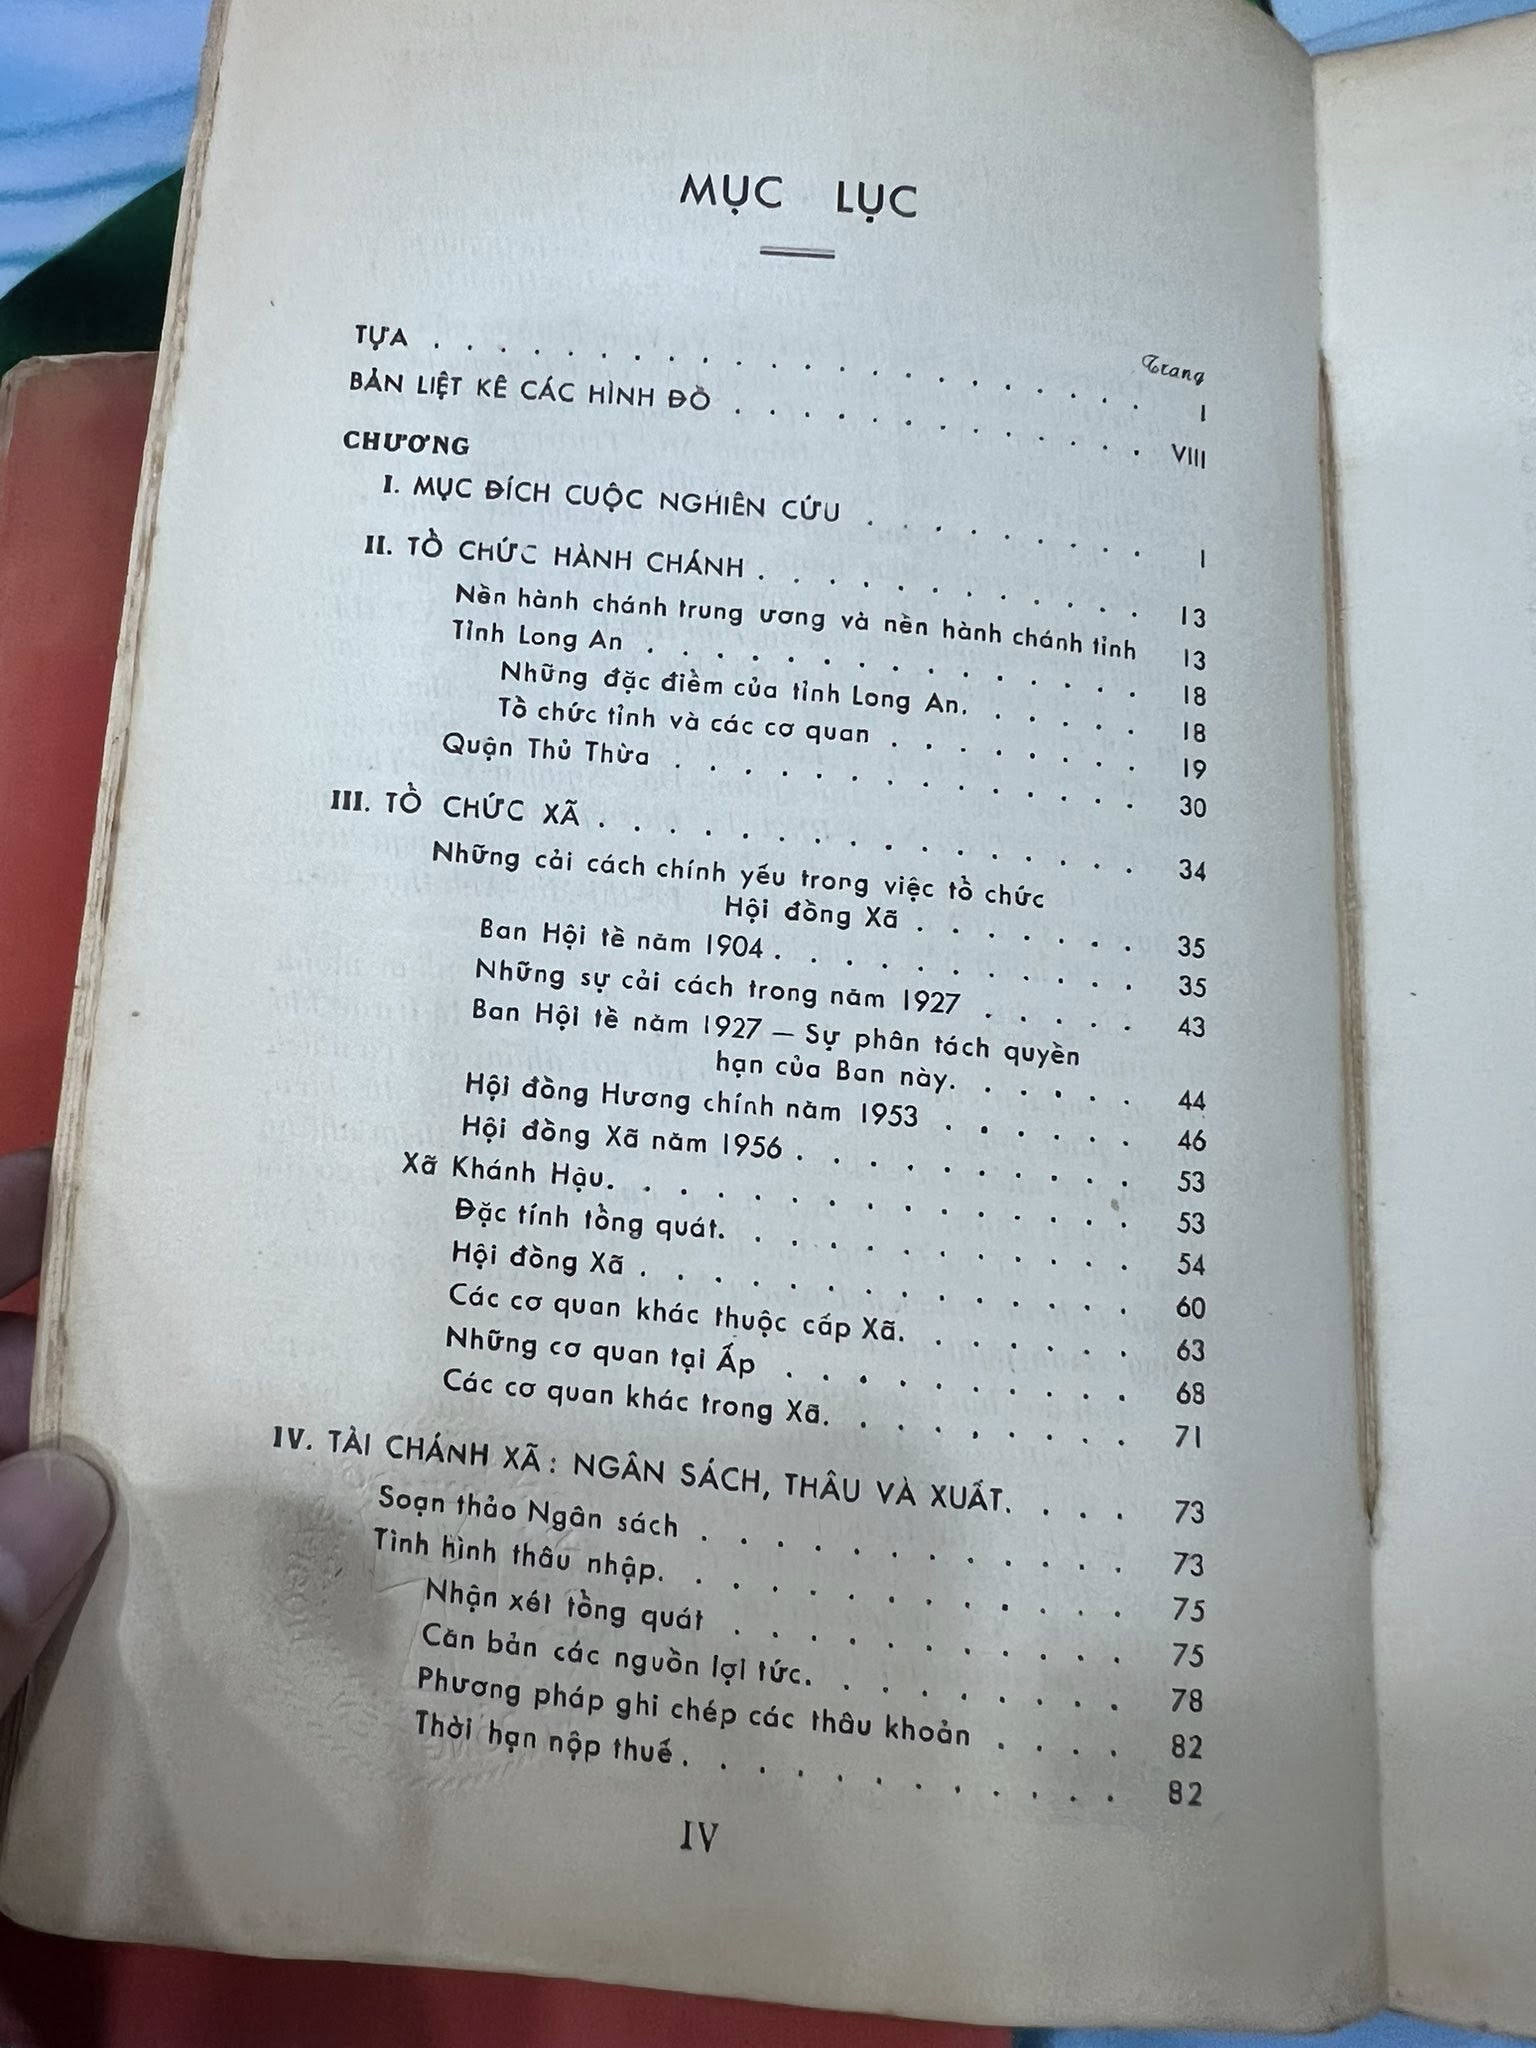 MỤC LỤC
Trang
TỰA . . . . . . . . . . . . . . . . . . . . . I
BẢN LIỆT KÊ CÁC HÌNH ĐỒ . . . . . . . . . . . . VIII
CHƯƠNG
I. MỤC ĐÍCH CUỘC NGHIÊN CỨU . . . . . . . . . 1
II. TỔ CHỨC HÀNH CHÁNH . . . . . . . . . . . . 13
Nền hành chánh trung ương và nền hành chánh tỉnh 13
Tỉnh Long An . . . . . . . . . . . . . . . 18
Những đặc điểm của tỉnh Long An. . . . . . 18
Tổ chức tỉnh và các cơ quan . . . . . . . . 19
Quận Thủ Thừa . . . . . . . . . . . . . . 30
III. TỔ CHỨC XÃ . . . . . . . . . . . . . . . . 34
Những cải cách chính yếu trong việc tổ chức
Hội đồng Xã . . . . . . . 35
Ban Hội tề năm 1904 . . . . . . . . . . . 35
Những sự cải cách trong năm 1927 . . . . . 43
Ban Hội tề năm 1927 — Sự phân tách quyền
hạn của Ban này. . . . . . 44
Hội đồng Hương chính năm 1953 . . . . . . 46
Hội đồng Xã năm 1956 . . . . . . . . . . 53
Xã Khánh Hậu. . . . . . . . . . . . . . . 53
Đặc tính tổng quát. . . . . . . . . . . . 54
Hội đồng Xã . . . . . . . . . . . . . . 60
Các cơ quan khác thuộc cấp Xã. . . . . . . 63
Những cơ quan tại Ấp . . . . . . . . . . 68
Các cơ quan khác trong Xã. . . . . . . . . 71
IV. TÀI CHÁNH XÃ : NGÂN SÁCH, THÂU VÀ XUẤT. . . . 73
Soạn thảo Ngân sách . . . . . . . . . . . . 73
Tình hình thâu nhập. . . . . . . . . . . . . 75
Nhận xét tổng quát . . . . . . . . . . . 75
Căn bản các nguồn lợi tức. . . . . . . . . 78
Phương pháp ghi chép các thâu khoản . . . . 82
Thời hạn nộp thuế . . . . . . . . . . . . 82
IV